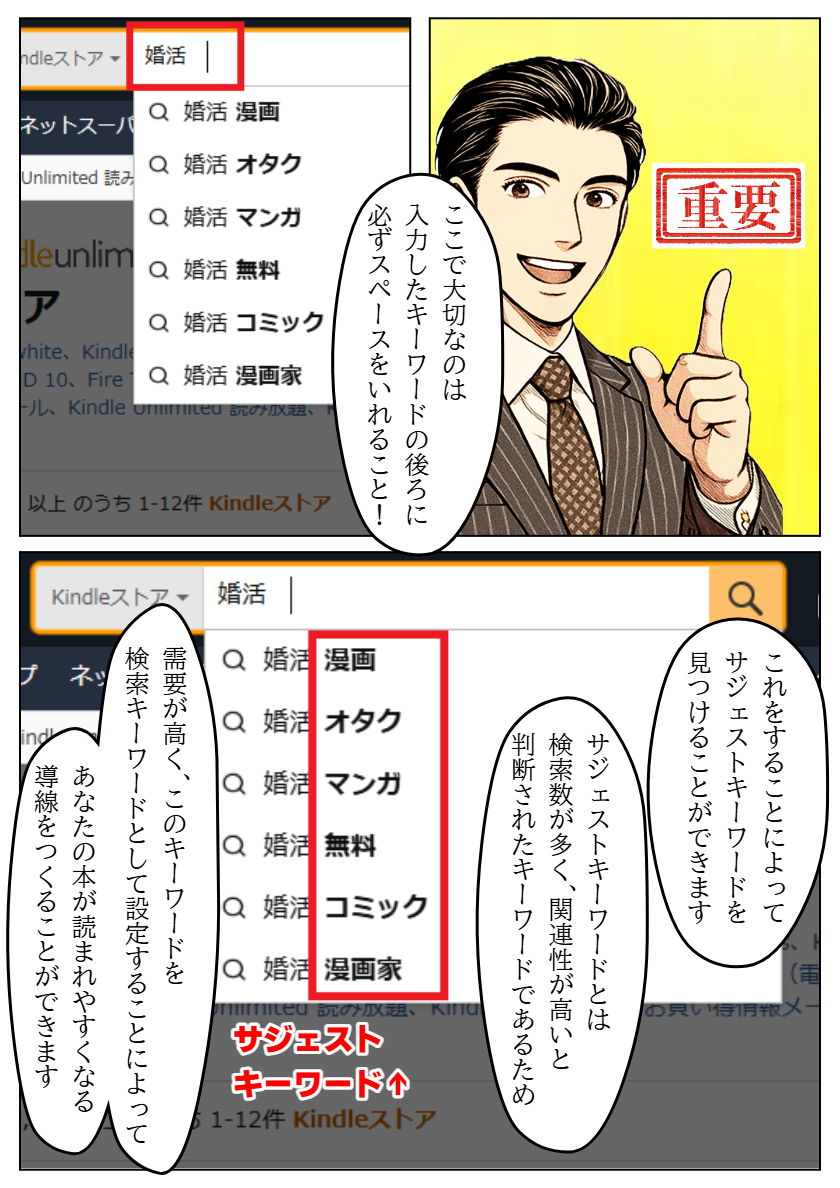 重要
ここで大切なのは
入力したキーワードの後ろに
必ずスペースをいれること！
Kindleストア
婚活
婚活 漫画
婚活 オタク
婚活 マンガ
婚活 無料
婚活 コミック
婚活 漫画家
ネットスーパ
Unlimited 読み
dleunlim
ア
white、Kindle
D 10、Fire
ール、Kindle Unlimited 読み放題、
以上 のうち 1-12件 Kindleストア
これをすることによって
サジェストキーワードを
見つけることができます
サジェストキーワードとは
検索数が多く、関連性が高いと
判断されたキーワードであるため
需要が高く、このキーワードを
検索キーワードとして設定することによって
あなたの本が読まれやすくなる
導線をつくることができます
Kindleストア
婚活
プ ネッ
婚活 漫画
婚活 オタク
婚活 マンガ
婚活 無料
婚活 コミック
婚活 漫画家
（電
Unlimited 読み放題、Kind
お買い得情報メー
サジェスト
キーワード↑
1-12件 Kindleストア